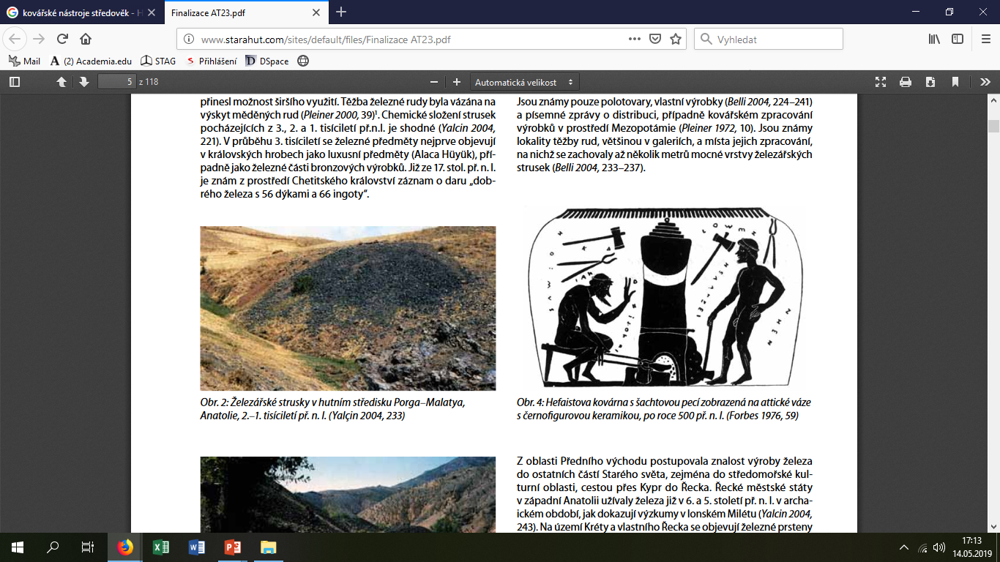 kovářské nástroje středověk - H
Finalizace AT23.pdf
www.starahut.com/sites/default/files/Finalizace AT23.pdf
Vyhledat
Mail
(2) Academia.edu
STAG
Přihlášení
DSpace
5 z 118
Automatická velikost
přinesl možnost širšího využití. Těžba železné rudy byla vázána na
výskyt měděných rud (Pleiner 2000, 39)¹. Chemické složení strusek
pocházejících z 3., 2. a 1. tisíciletí př.n.l. je shodné (Yalcin 2004,
221). V průběhu 3. tisíciletí se železné předměty nejprve objevují
v královských hrobech jako luxusní předměty (Alaca Hüyük), pří-
padně jako železné části bronzových výrobků. Již ze 17. stol. př. n. l.
je znám z prostředí Chetitského království záznam o daru „dob-
rého železa s 56 dýkami a 66 ingoty“.
Obr. 2: Železářské strusky v hutním středisku Porga–Malatya,
Anatolie, 2.–1. tisíciletí př. n. l. (Yalçin 2004, 233)
Jsou známy pouze polotovary, vlastní výrobky (Belli 2004, 224–241)
a písemné zprávy o distribuci, případně kovářském zpracování
výrobků v prostředí Mezopotámie (Pleiner 1972, 10). Jsou známy
lokality těžby rud, většinou v galeriích, a místa jejich zpracování,
na nichž se zachovaly až několik metrů mocné vrstvy železářských
strusek (Belli 2004, 233–237).
Obr. 4: Hefaistova kovárna s šachtovou pecí zobrazená na attické váze
s černofigurovou keramikou, po roce 500 př. n. l. (Forbes 1976, 59)
Z oblasti Předního východu postupovala znalost výroby železa
do ostatních částí Starého světa, zejména do středomořské kul-
turní oblasti, cestou přes Kypr do Řecka. Řecké městské státy
v západní Anatolii užívaly železa již v 6. a 5. století př. n. l. v archa-
ickém období, jak dokazují výzkumy v Ionském Milétu (Yalcin 2004,
243). Na území Kréty a vlastního Řecka se objevují železné prsteny
17:13
14.05.2019